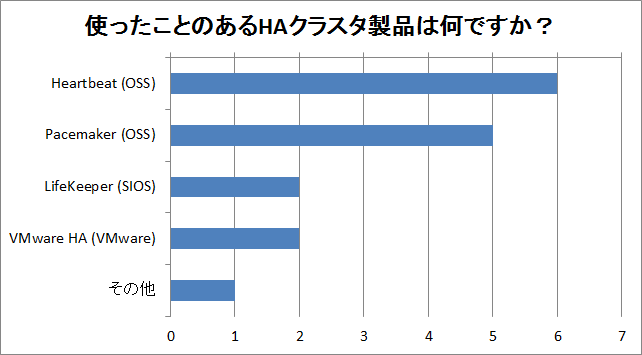 使ったことのあるHAクラスタ製品は何ですか？
Heartbeat (OSS)
Pacemaker (OSS)
LifeKeeper (SIOS)
VMware HA (VMware)
その他
0 1 2 3 4 5 6 7